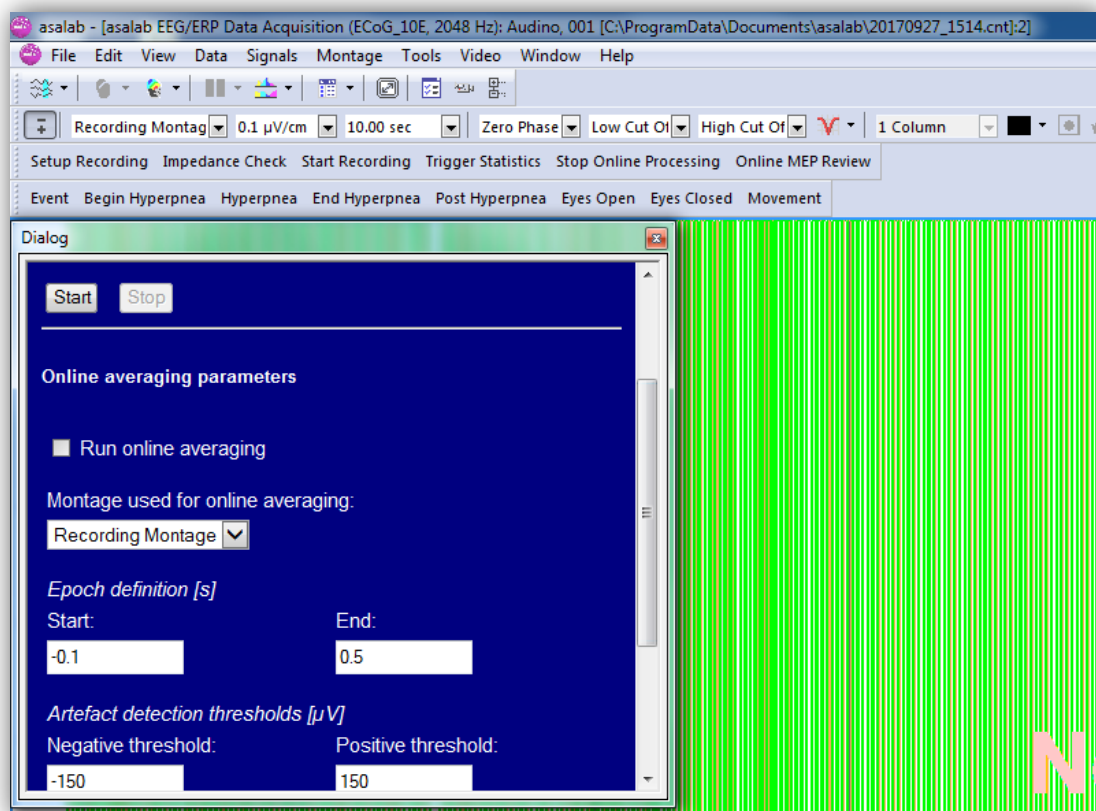 asalab - [asalab EEG/ERP Data Acquisition (ECoG_10E, 2048 Hz): Audino, 001 [C:\ProgramData\Documents\asalab\20170927_1514.cnt]:2]
File Edit View Data Signals Montage Tools Video Window Help
Recording Montag 0.1 µV/cm 10.00 sec Zero Phase Low Cut Of High Cut Of 1 Column
Setup Recording Impedance Check Start Recording Trigger Statistics Stop Online Processing Online MEP Review
Event Begin Hyperpnea Hyperpnea End Hyperpnea Post Hyperpnea Eyes Open Eyes Closed Movement
Dialog
Start Stop
Online averaging parameters
Run online averaging
Montage used for online averaging:
Recording Montage
Epoch definition [s]
Start: End:
-0.1 0.5
Artefact detection thresholds [µV]
Negative threshold: Positive threshold:
-150 150
N